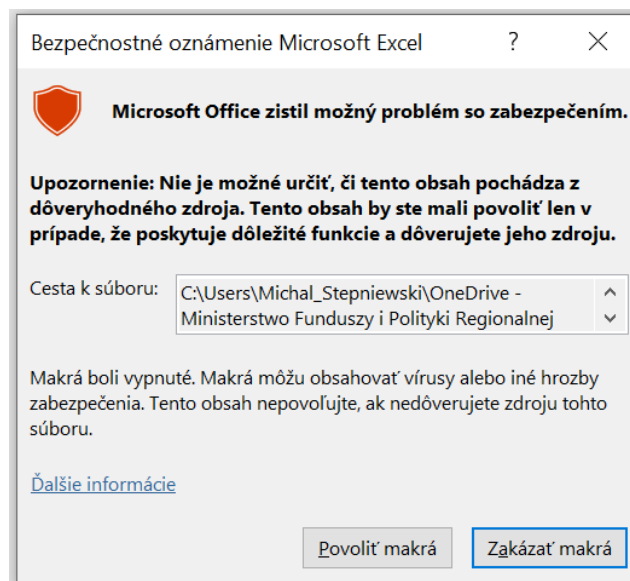 Bezpečnostné oznámenie Microsoft Excel ? ×
Microsoft Office zistil možný problém so zabezpečením.
Upozornenie: Nie je možné určiť, či tento obsah pochádza z
dôveryhodného zdroja. Tento obsah by ste mali povoliť len v
prípade, že poskytuje dôležité funkcie a dôverujete jeho zdroju.
Cesta k súboru: C:\Users\Michal_Stepniewski\OneDrive -
Ministerstwo Funduszy i Polityki Regionalnej
Makrá boli vypnuté. Makrá môžu obsahovať vírusy alebo iné hrozby
zabezpečenia. Tento obsah nepovoľujte, ak nedôverujete zdroju tohto
súboru.
Ďalšie informácie
Povoliť makrá Zakázať makrá